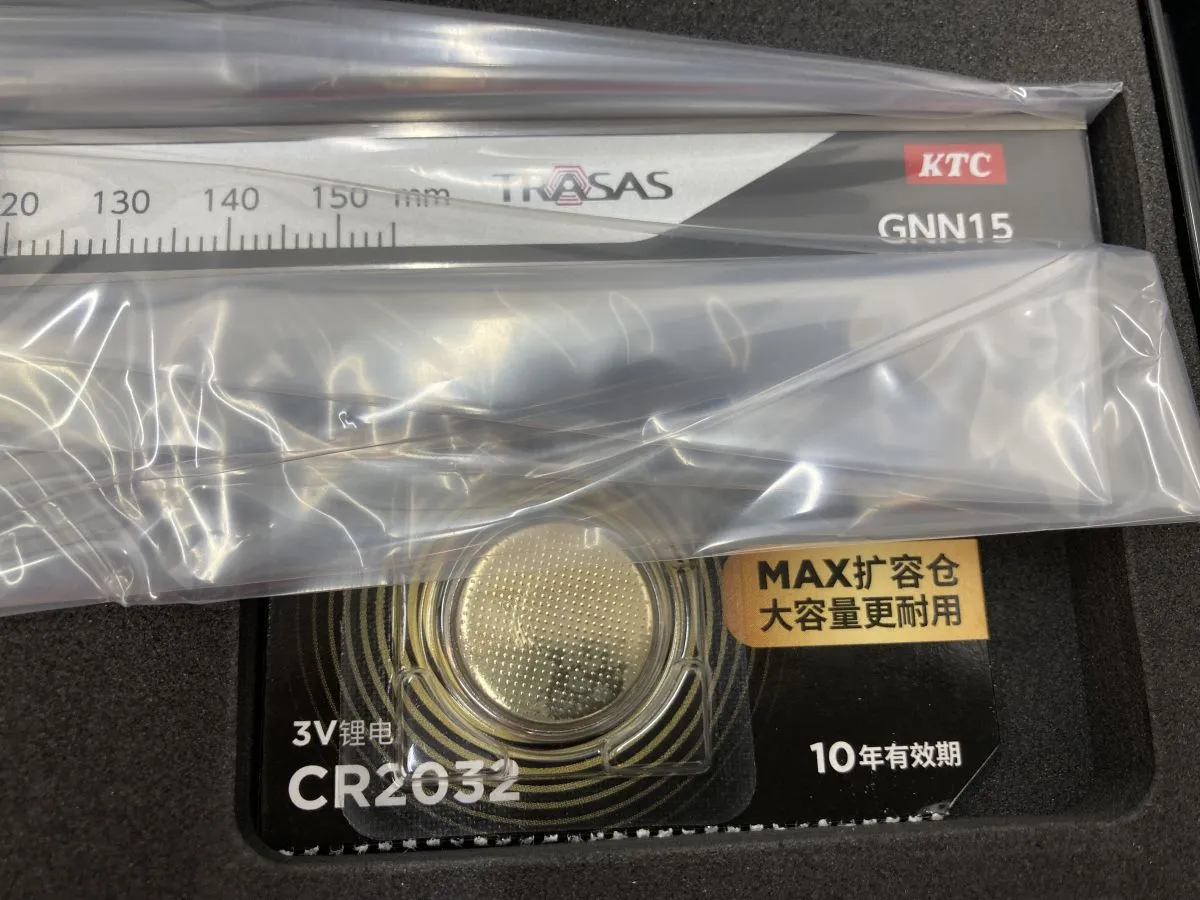 KTC
20 130 140 150 mm
TRASAS
GNN15
MAX扩容仓
大容量更耐用
3V锂电
CR2032
10年有效期